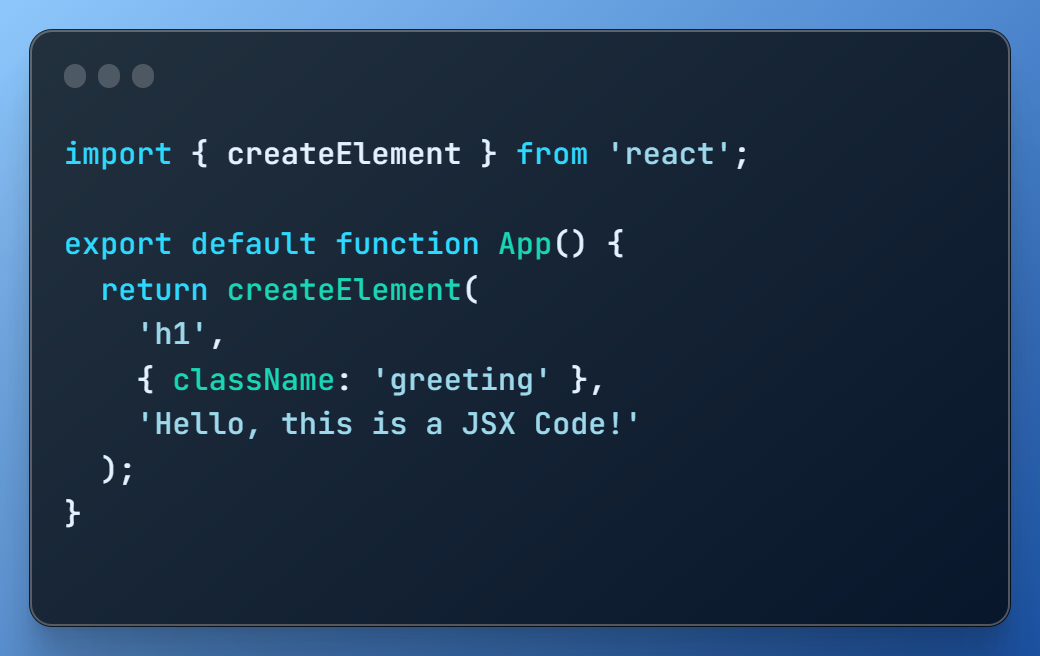 import { createElement } from 'react';

export default function App() {
  return createElement(
    'h1',
    { className: 'greeting' },
    'Hello, this is a JSX Code!'
  );
}